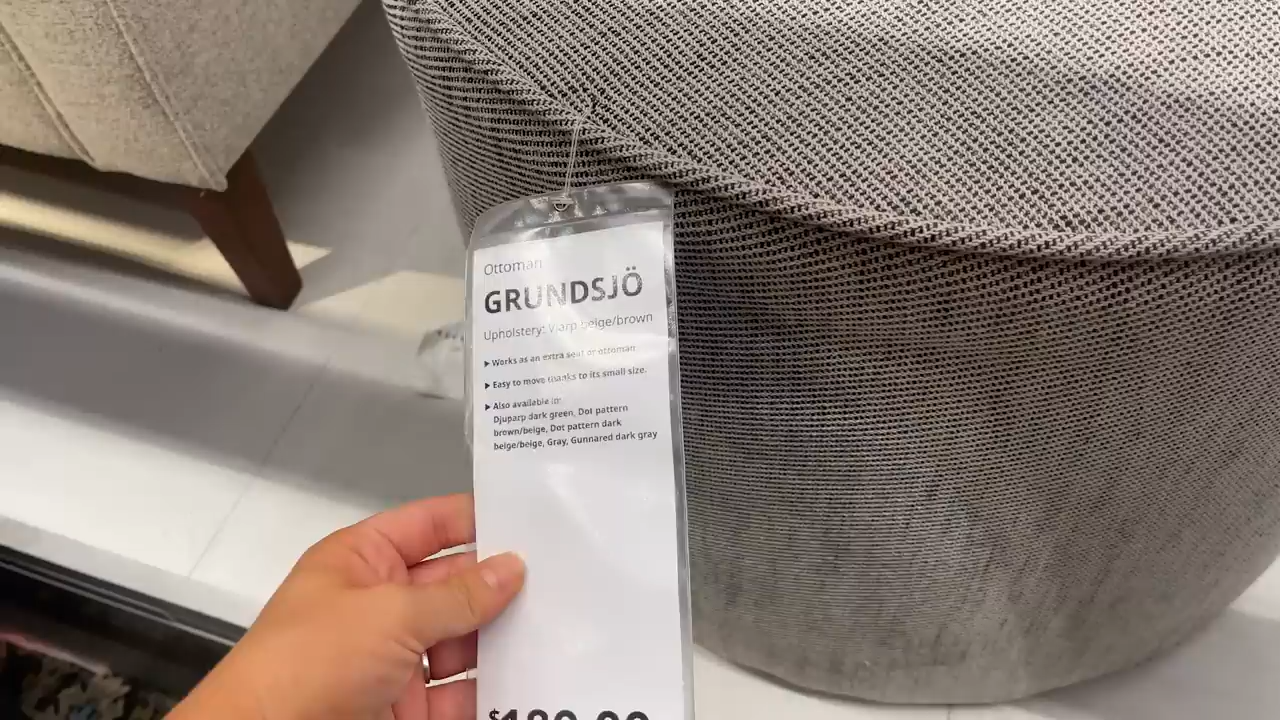 Ottoman
GRUNDSJÖ
Upholstery: Viarp beige/brown
▶ Works as an extra seat or ottoman
▶ Easy to move thanks to its small size.
▶ Also available in:
Djuparp dark green, Dot pattern
brown/beige, Dot pattern dark
beige/beige, Gray, Gunnared dark gray